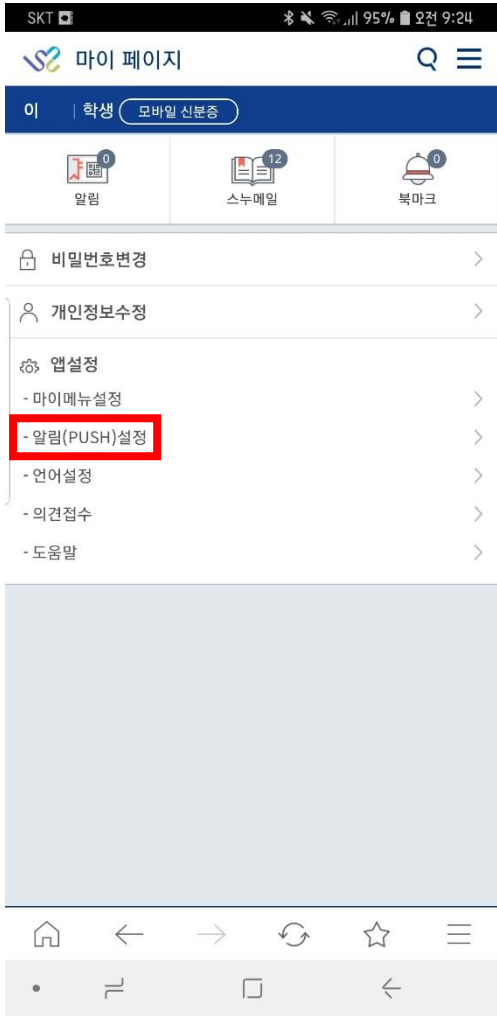 SKT 95% 오전 9:24
마이 페이지
이 | 학생 모바일 신분증
0 12 0
알림 스누메일 북마크
비밀번호변경
개인정보수정
앱설정
- 마이메뉴설정
- 알림(PUSH)설정
- 언어설정
- 의견접수
- 도움말